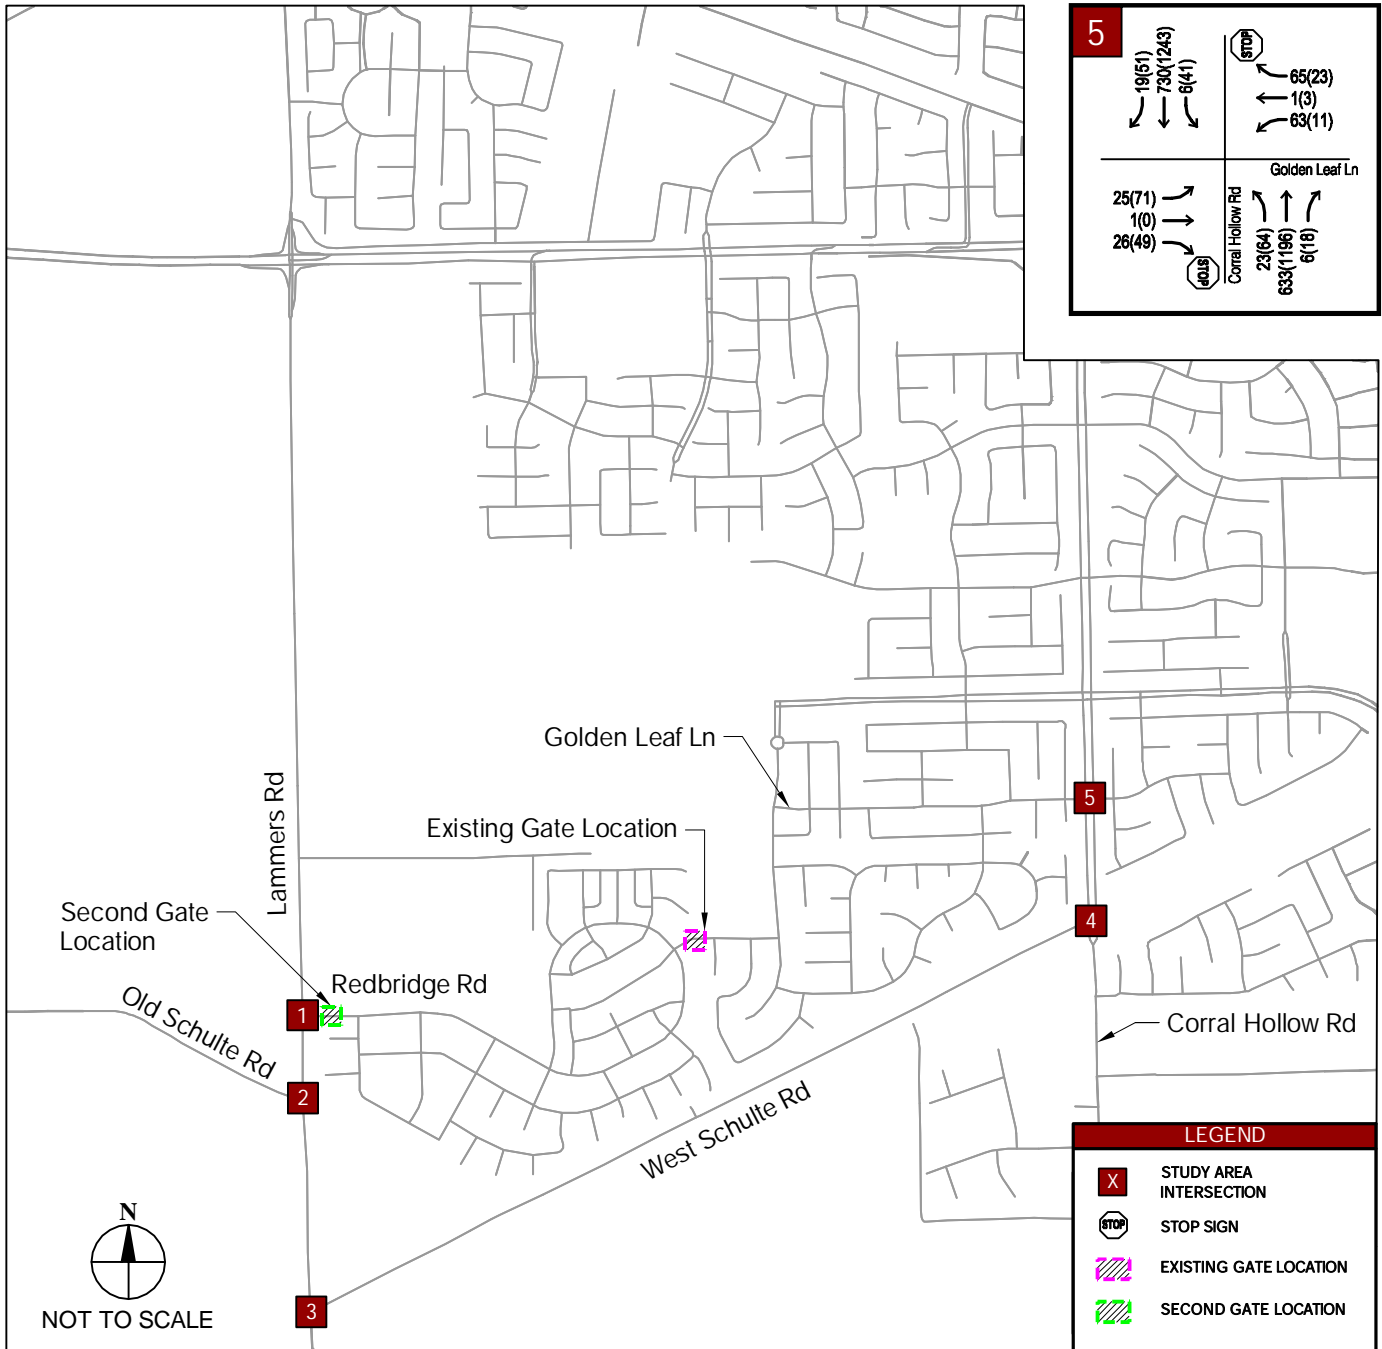 5
19(51)
730(1243)
6(41)
STOP
65(23)
1(3)
63(11)
Golden Leaf Ln
25(71)
1(0)
26(49)
STOP
Corral Hollow Rd
23(64)
633(1196)
6(18)
Golden Leaf Ln
Lammers Rd
Existing Gate Location
5
Second Gate
Location
4
Redbridge Rd
1
Old Schulte Rd
Corral Hollow Rd
2
West Schulte Rd
3
N
NOT TO SCALE
LEGEND
X STUDY AREA
INTERSECTION
STOP STOP SIGN
EXISTING GATE LOCATION
SECOND GATE LOCATION